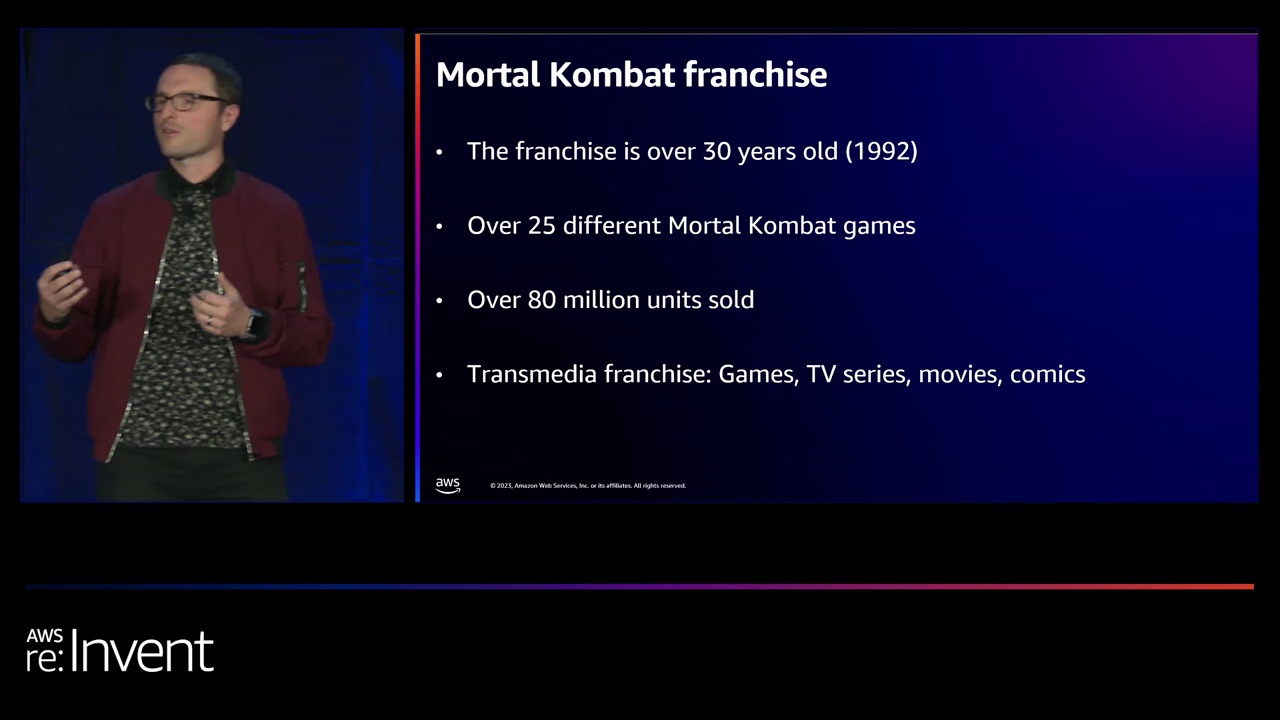 Mortal Kombat franchise
• The franchise is over 30 years old (1992)
• Over 25 different Mortal Kombat games
• Over 80 million units sold
• Transmedia franchise: Games, TV series, movies, comics
aws
© 2023, Amazon Web Services, Inc. or its affiliates. All rights reserved.
AWS
re:Invent